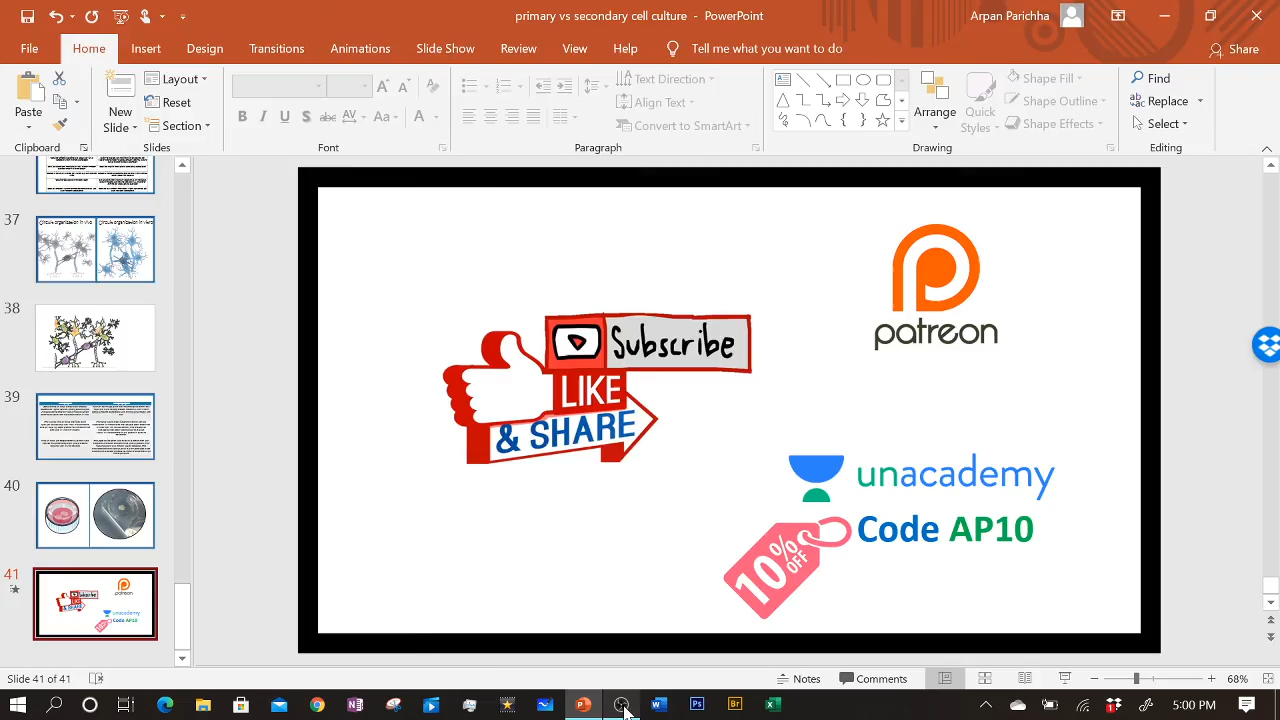 primary vs secondary cell culture - PowerPoint
Arpan Parichha
File Home Insert Design Transitions Animations Slide Show Review View Help Tell me what you want to do Share
Paste
Clipboard
New Slide
Layout
Reset
Section
Slides
B I U S abc AV Aa A
Font
Text Direction
Align Text
Convert to SmartArt
Paragraph
Arrange
Quick Styles
Shape Fill
Shape Outline
Shape Effects
Drawing
Find
Replace
Select
Editing
37
38
39
40
41
Subscribe
LIKE
& SHARE
patreon
unacademy
Code AP10
10% OFF
Slide 41 of 41
Notes
Comments
68%
5:00 PM